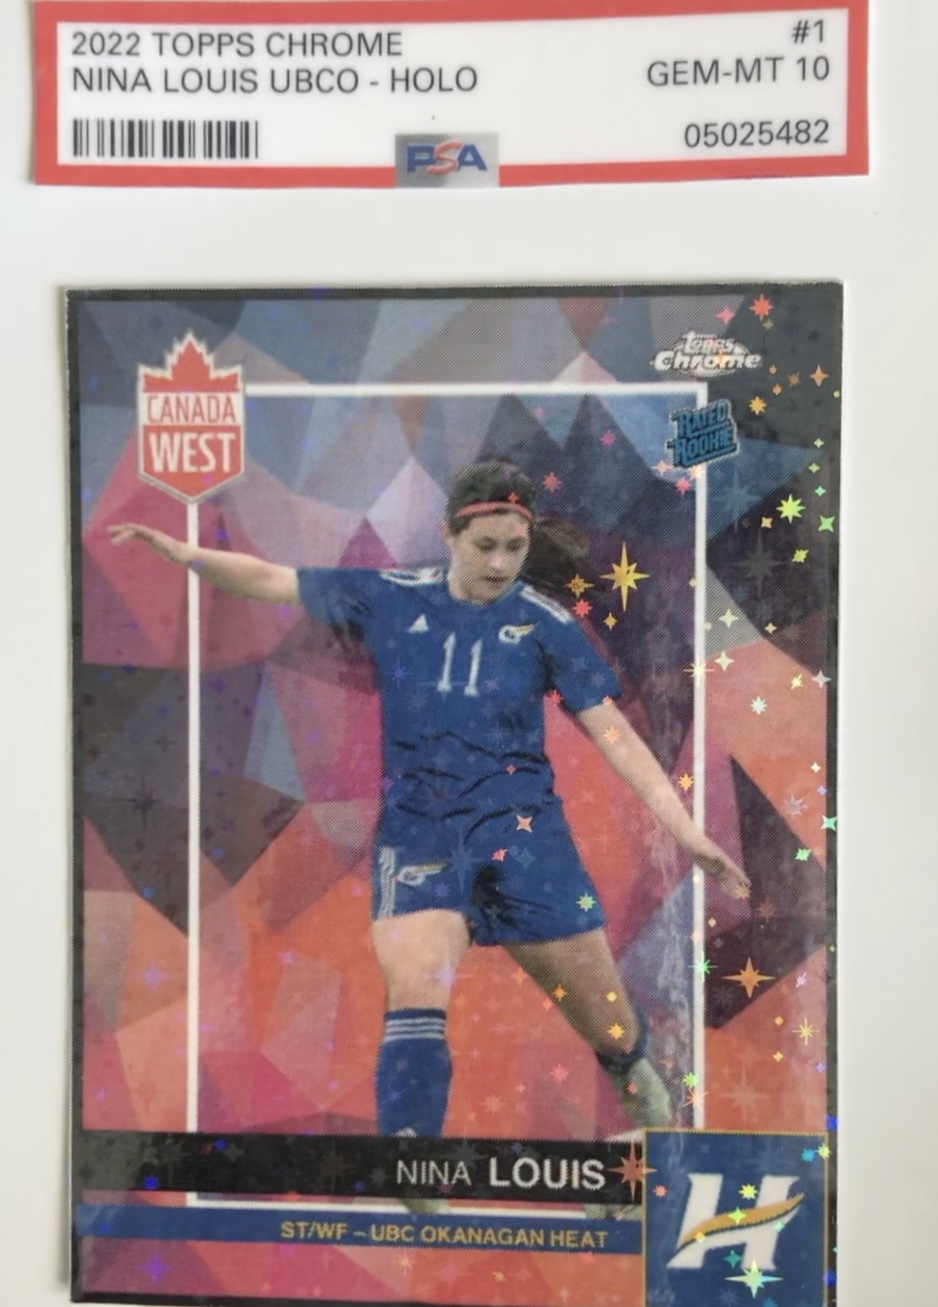 2022 TOPPS CHROME
#1
NINA LOUIS UBCO - HOLO
GEM-MT 10
05025482
PSA
Topps
Chrome
CANADA
WEST
RATED
ROOKIE
11
NINA LOUIS
ST/WF – UBC OKANAGAN HEAT
H